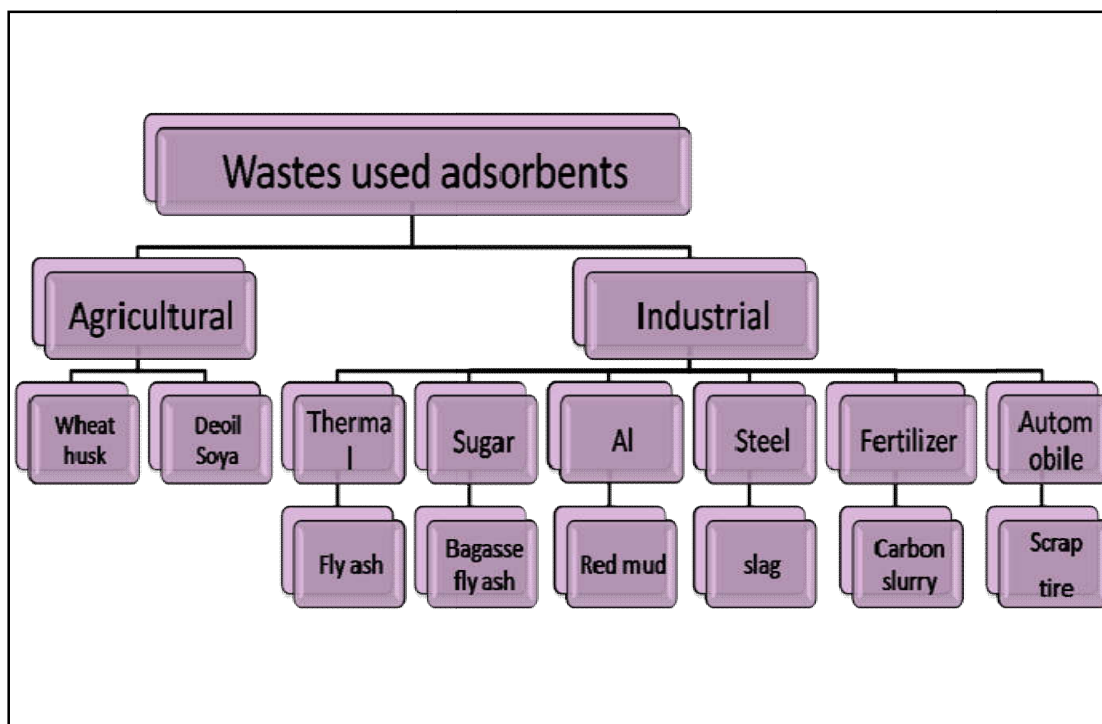 Wastes used adsorbents
Agricultural
Industrial
Wheat
husk
Deoil
Soya
Therma
l
Sugar
Al
Steel
Fertilizer
Autom
obile
Fly ash
Bagasse
fly ash
Red mud
slag
Carbon
slurry
Scrap
tire